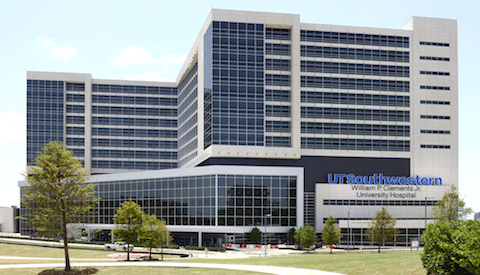 UTSouthwestern
William P. Clements Jr.
University Hospital